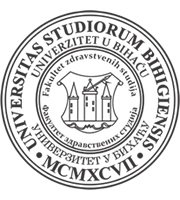 UNIVERSITAS STUDIORUM BIHIGIENSIS
MCMXCVII
UNIVERZITET U BIHAĆU
УНИВЕРЗИТЕТ У БИХАЋУ
Fakultet zdravstvenih studija
Факултет здравствених студија